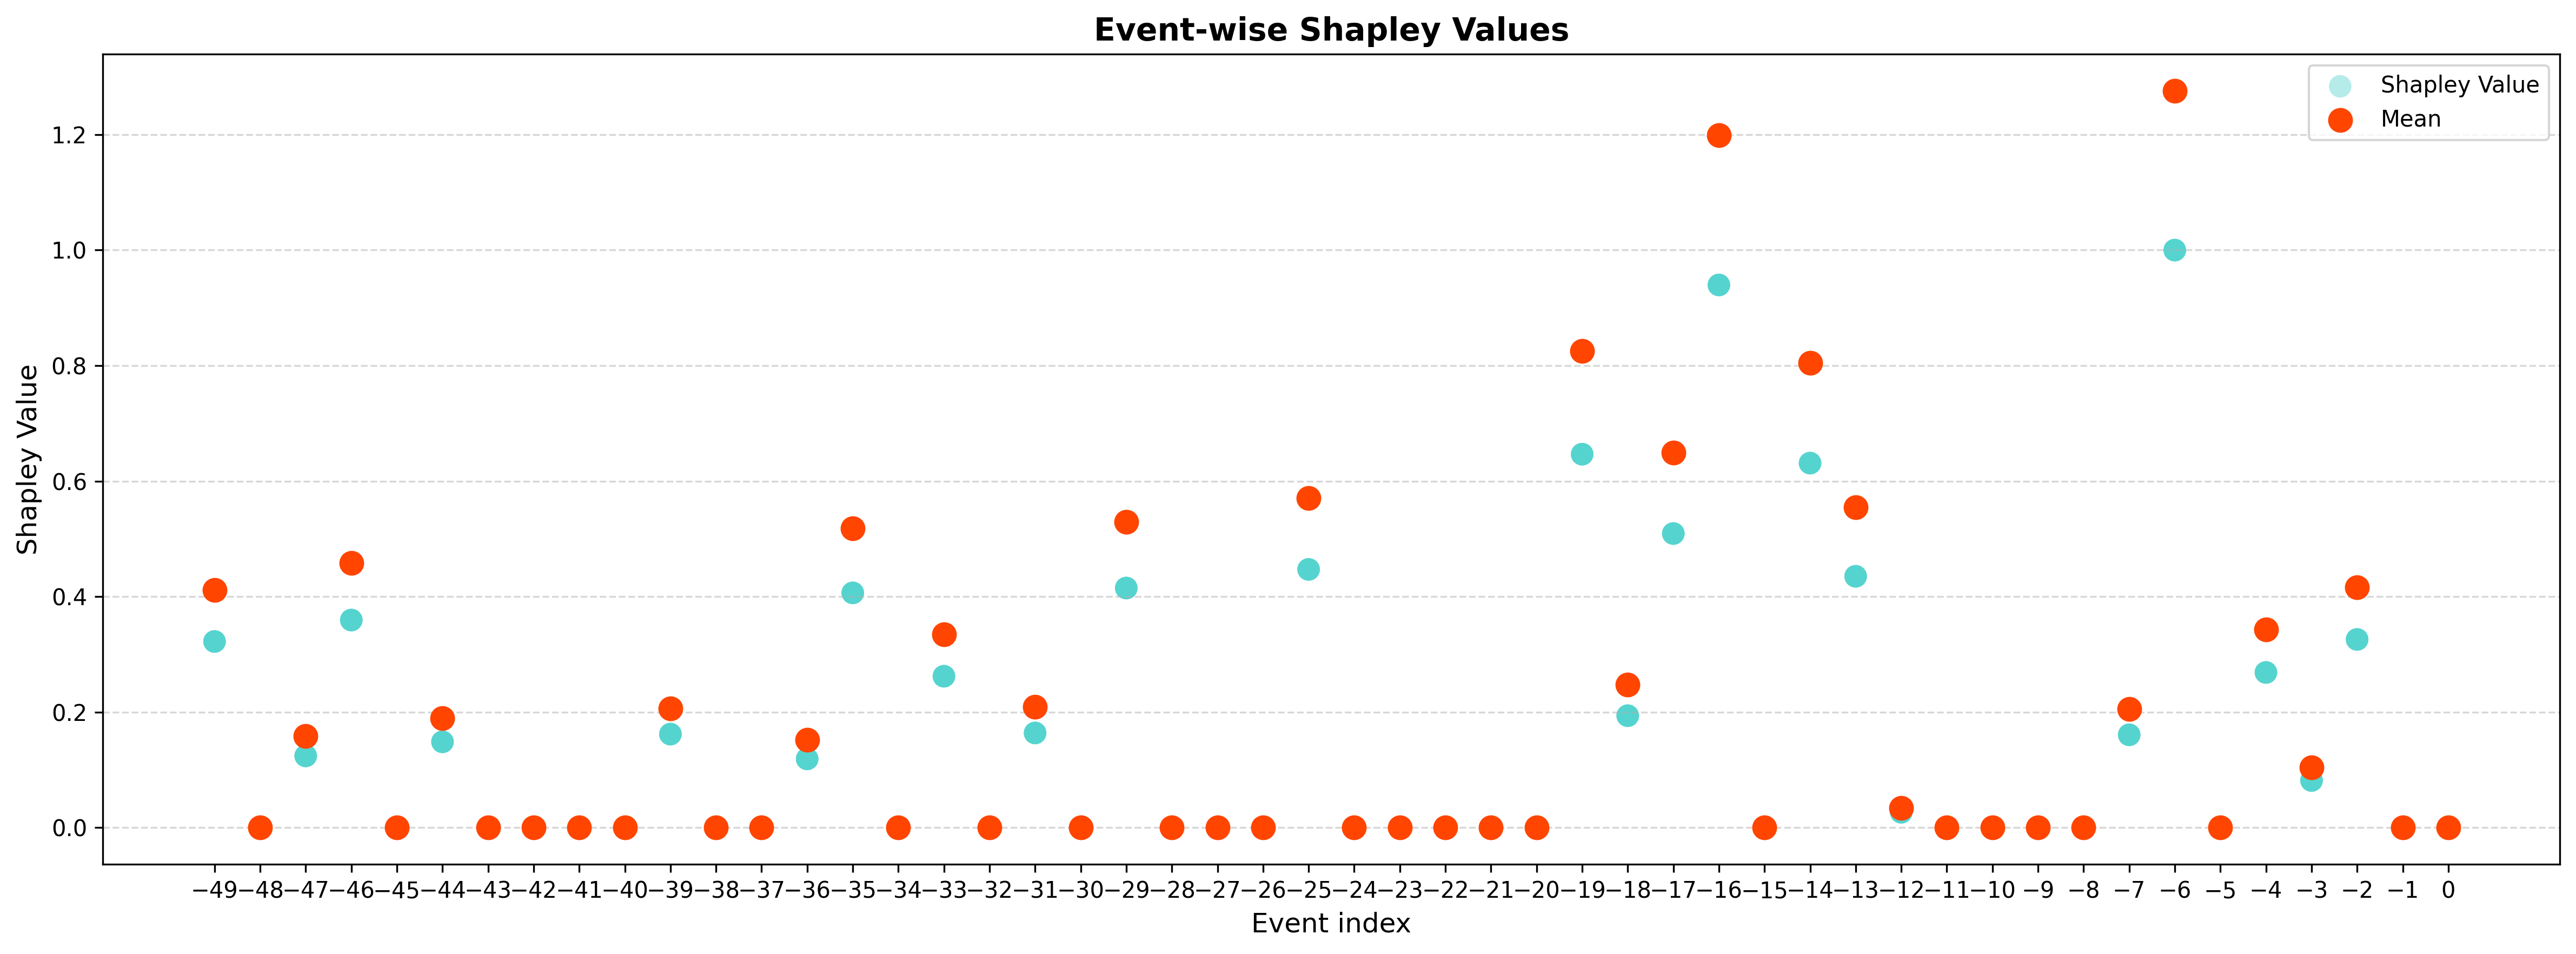 Event-wise Shapley Values
Shapley Value
Mean
1.2
1.0
0.8
0.6
0.4
0.2
0.0
Shapley Value
−49 −48 −47 −46 −45 −44 −43 −42 −41 −40 −39 −38 −37 −36 −35 −34 −33 −32 −31 −30 −29 −28 −27 −26 −25 −24 −23 −22 −21 −20 −19 −18 −17 −16 −15 −14 −13 −12 −11 −10 −9 −8 −7 −6 −5 −4 −3 −2 −1 0
Event index